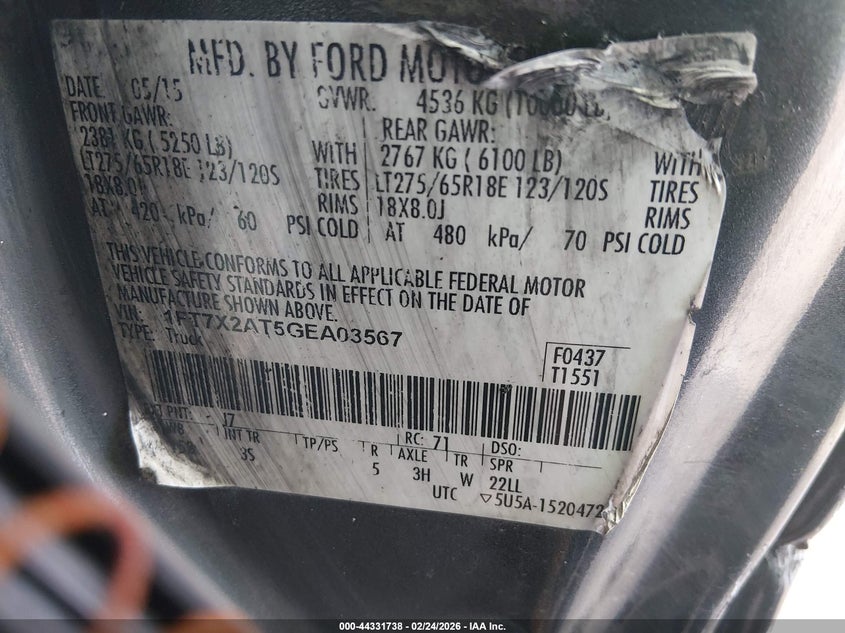 MFD. BY FORD
DATE: 05/15 GVWR: 4536 KG
FRONT GAWR: REAR GAWR:
KG ( 5250 LB) WITH 2767 KG ( 6100 LB) WITH
LT275/65R18E 123/120S TIRES LT275/65R18E 123/120S TIRES
18X8.0J RIMS 18X8.0J RIMS
AT 420 kPa/ 60 PSI COLD AT 480 kPa/ 70 PSI COLD
THIS VEHICLE CONFORMS TO ALL APPLICABLE FEDERAL MOTOR
VEHICLE SAFETY STANDARDS IN EFFECT ON THE DATE OF
MANUFACTURE SHOWN ABOVE.
VIN: 1FT7X2AT5GEA03567
TYPE: Truck
F0437
T1551
PNT: J7 RC: 71 DSO:
INT TR TP/PS R AXLE TR SPR
3S 5 3H W 22LL
UTC ▽5U5A-1520472
000-44331738 - 02/24/2026 - IAA Inc.